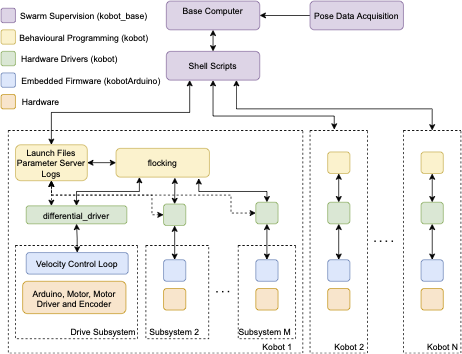 Swarm Supervision (kobot_base)
Behavioural Programming (kobot)
Hardware Drivers (kobot)
Embedded Firmware (kobotArduino)
Hardware
Base Computer
Pose Data Acquisition
Shell Scripts
Launch Files
Parameter Server
Logs
flocking
differential_driver
Velocity Control Loop
Arduino, Motor, Motor
Driver and Encoder
Drive Subsystem
Subsystem 2
. . .
Subsystem M
Kobot 1
Kobot 2
. . . .
Kobot N